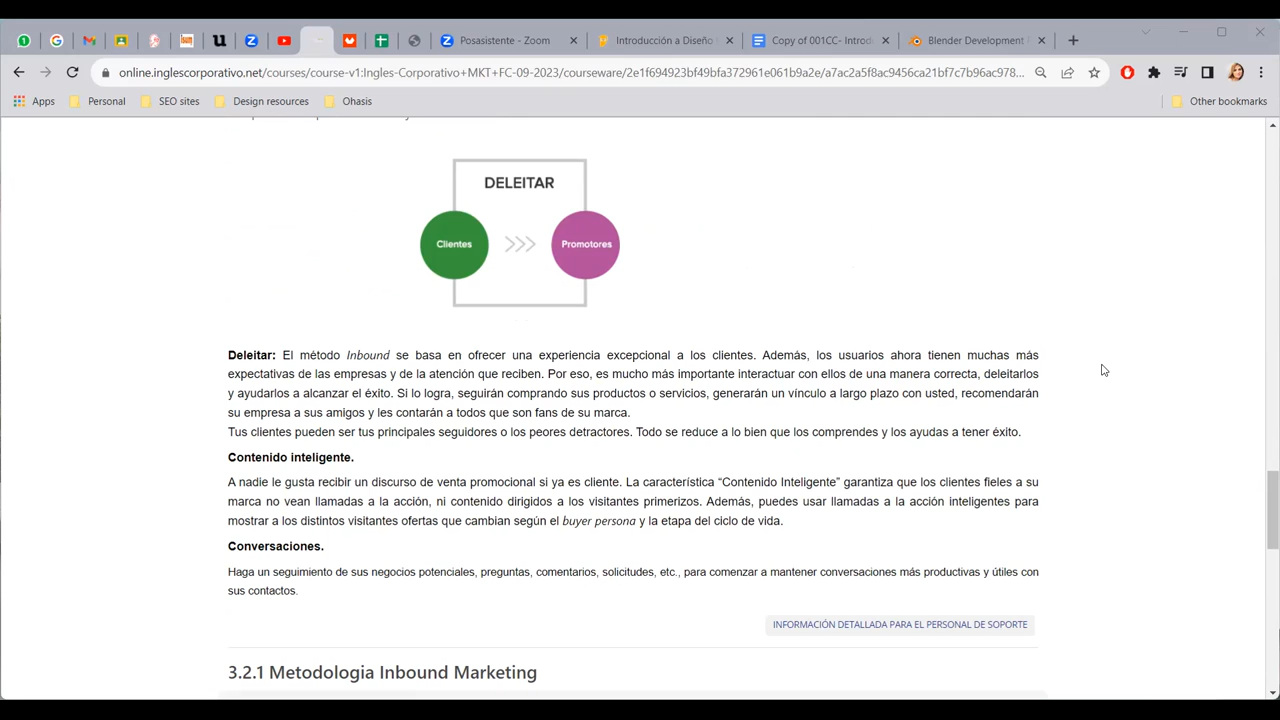 Posasistente - Zoom
Introducción a Diseño
Copy of 001CC- Introd
Blender Development
online.inglescorporativo.net/courses/course-v1:Ingles-Corporativo+MKT+FC-09-2023/courseware/2e1f694923bf49bfa372961e061b9a2e/a7ac2a5f8ac9456ca21bf7c7b96ac978...
Apps Personal SEO sites Design resources Ohasis Other bookmarks
DELEITAR
Clientes >>> Promotores
Deleitar: El método Inbound se basa en ofrecer una experiencia excepcional a los clientes. Además, los usuarios ahora tienen muchas más
expectativas de las empresas y de la atención que reciben. Por eso, es mucho más importante interactuar con ellos de una manera correcta, deleitarlos
y ayudarlos a alcanzar el éxito. Si lo logra, seguirán comprando sus productos o servicios, generarán un vínculo a largo plazo con usted, recomendarán
su empresa a sus amigos y les contarán a todos que son fans de su marca.
Tus clientes pueden ser tus principales seguidores o los peores detractores. Todo se reduce a lo bien que los comprendes y los ayudas a tener éxito.
Contenido inteligente.
A nadie le gusta recibir un discurso de venta promocional si ya es cliente. La característica “Contenido Inteligente” garantiza que los clientes fieles a su
marca no vean llamadas a la acción, ni contenido dirigidos a los visitantes primerizos. Además, puedes usar llamadas a la acción inteligentes para
mostrar a los distintos visitantes ofertas que cambian según el buyer persona y la etapa del ciclo de vida.
Conversaciones.
Haga un seguimiento de sus negocios potenciales, preguntas, comentarios, solicitudes, etc., para comenzar a mantener conversaciones más productivas y útiles con
sus contactos.
INFORMACIÓN DETALLADA PARA EL PERSONAL DE SOPORTE
3.2.1 Metodologia Inbound Marketing